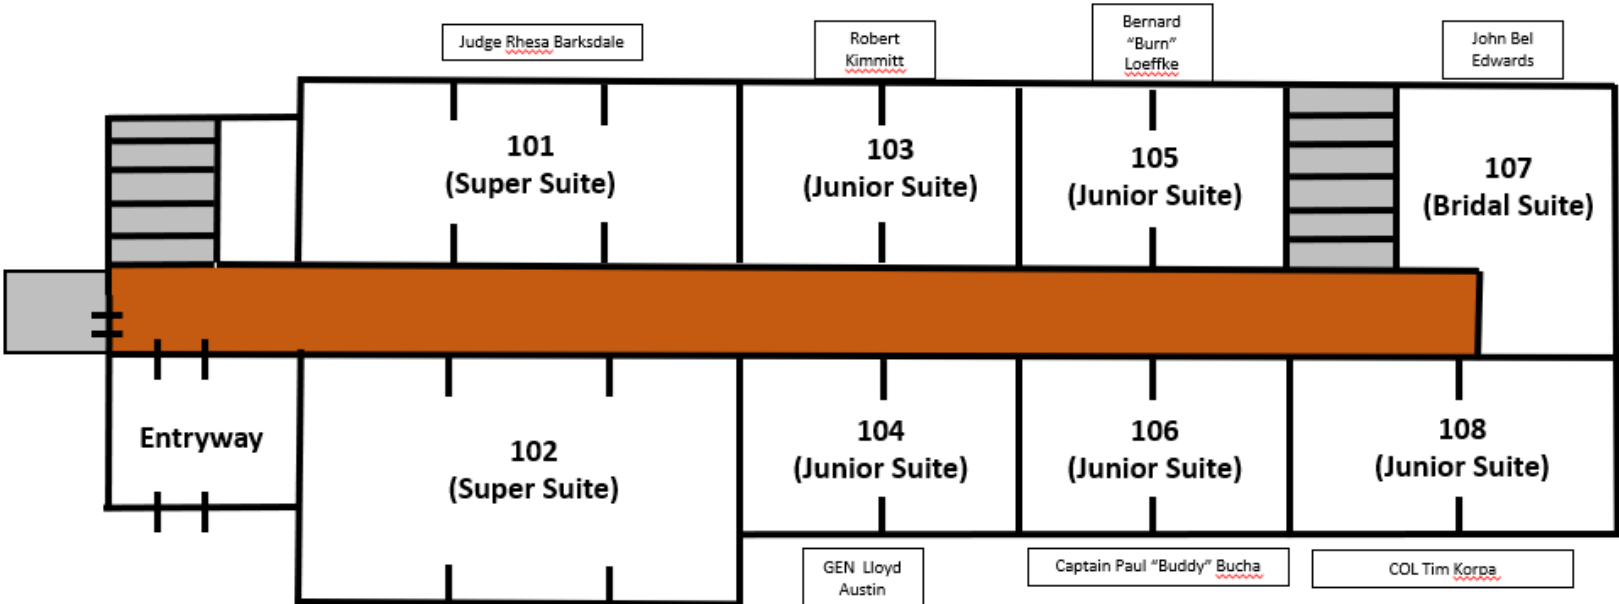 Judge Rhesa Barksdale
Robert
Kimmitt
Bernard
“Burn”
Loeffke
John Bel
Edwards
101
(Super Suite)
103
(Junior Suite)
105
(Junior Suite)
107
(Bridal Suite)
Entryway
102
(Super Suite)
104
(Junior Suite)
106
(Junior Suite)
108
(Junior Suite)
GEN Lloyd
Austin
Captain Paul “Buddy” Bucha
COL Tim Korpa